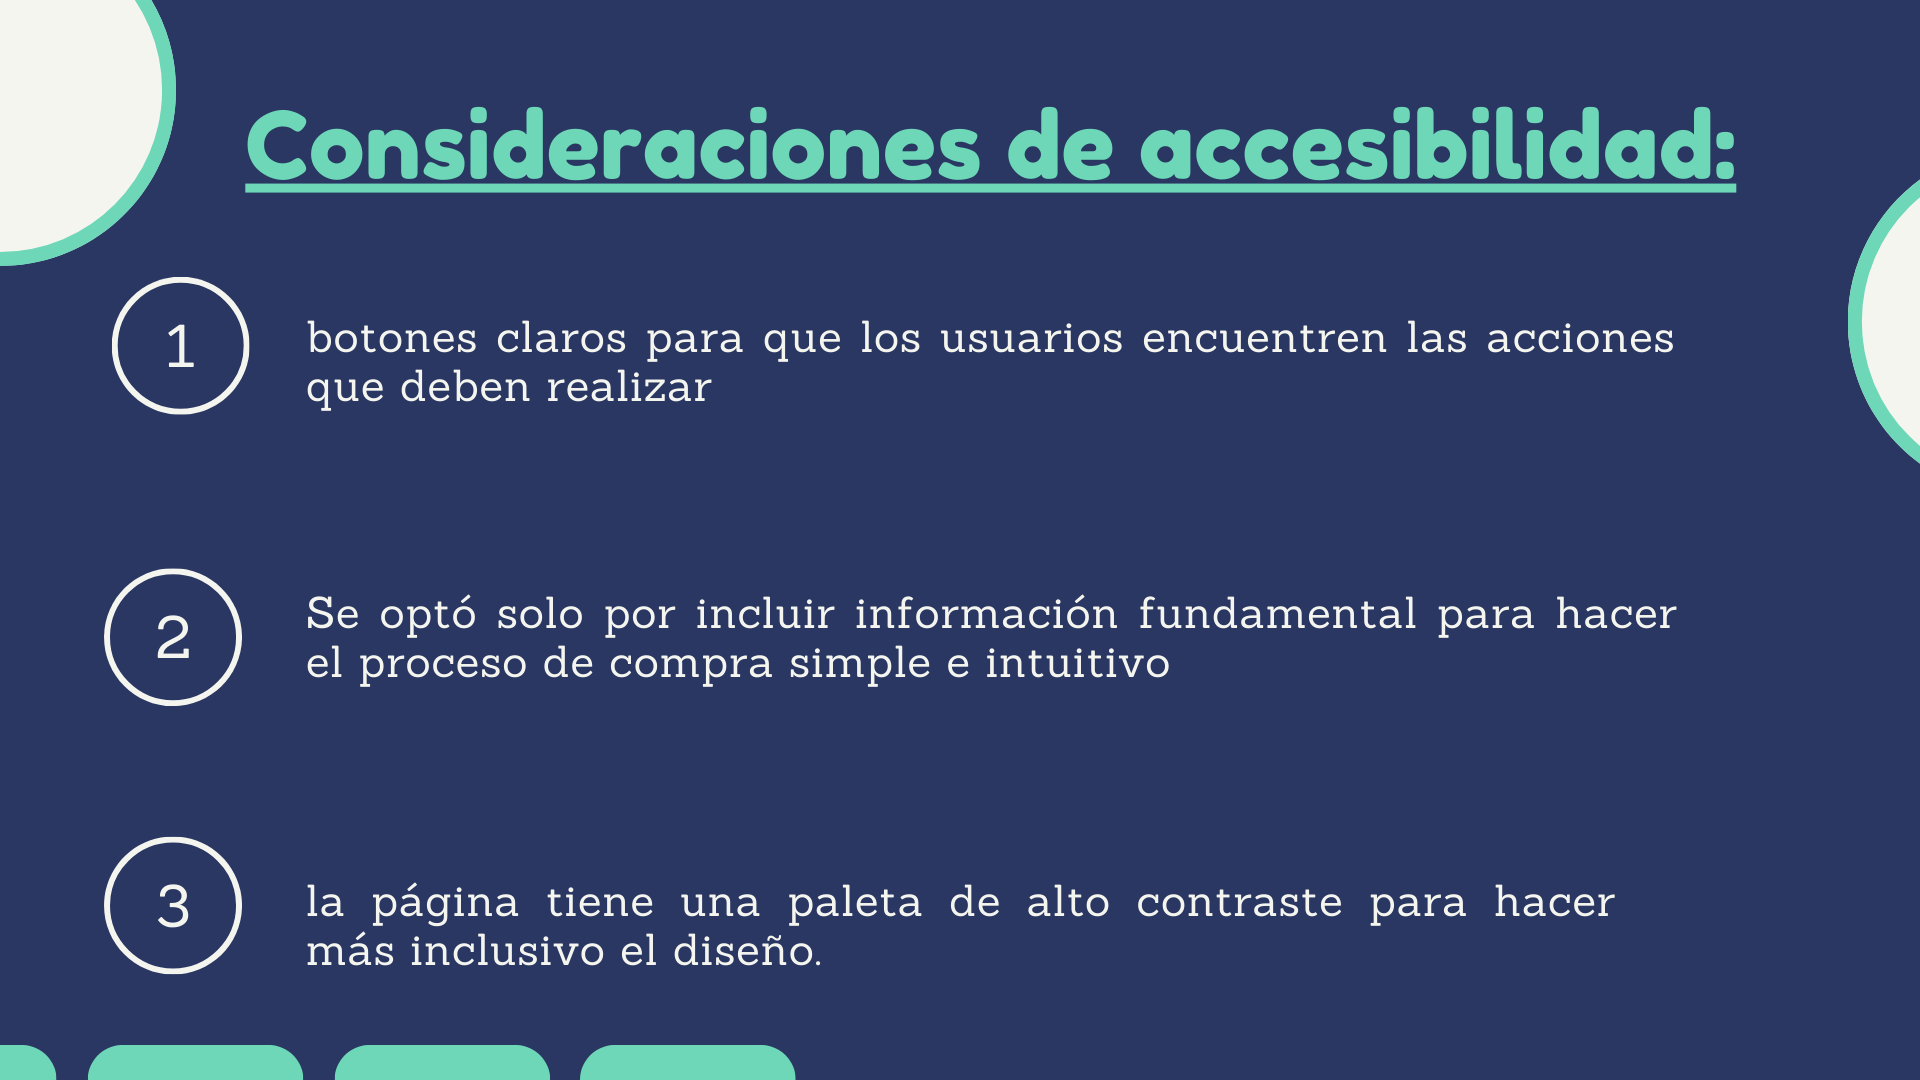 Consideraciones de accesibilidad:
1
botones claros para que los usuarios encuentren las acciones
que deben realizar
2
Se optó solo por incluir información fundamental para hacer
el proceso de compra simple e intuitivo
3
la página tiene una paleta de alto contraste para hacer
más inclusivo el diseño.